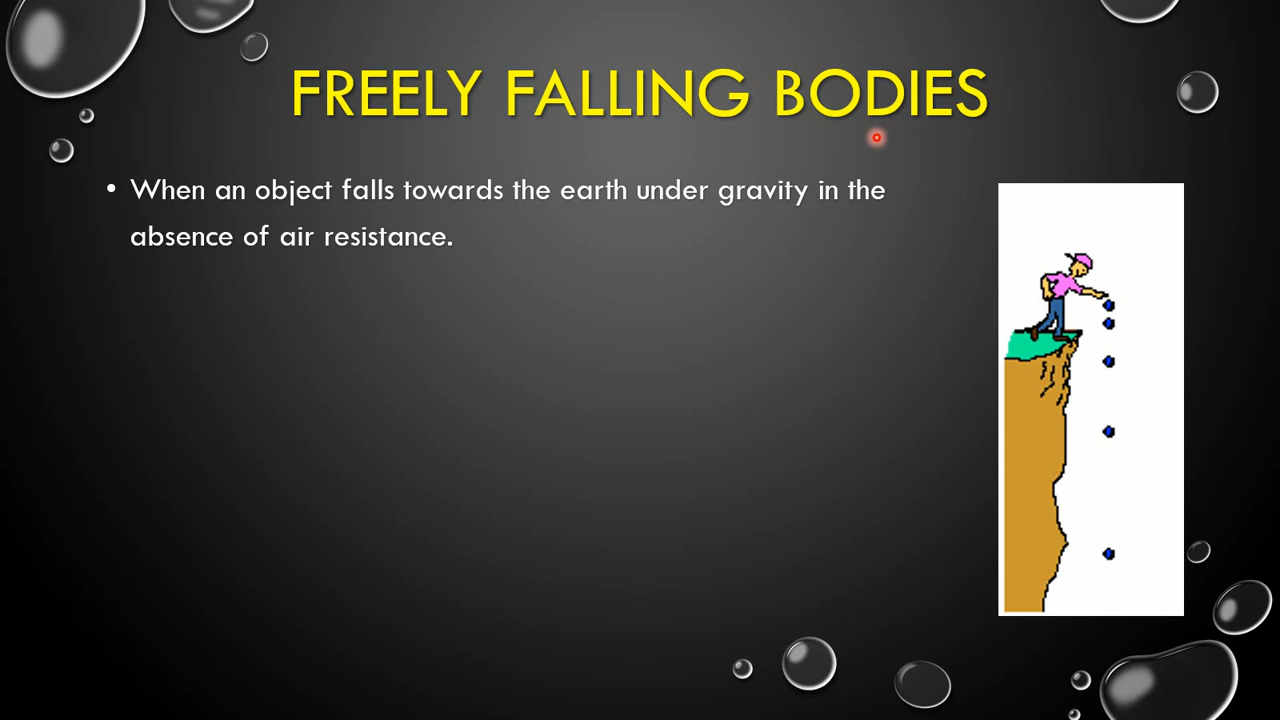 FREELY FALLING BODIES
• When an object falls towards the earth under gravity in the
absence of air resistance.